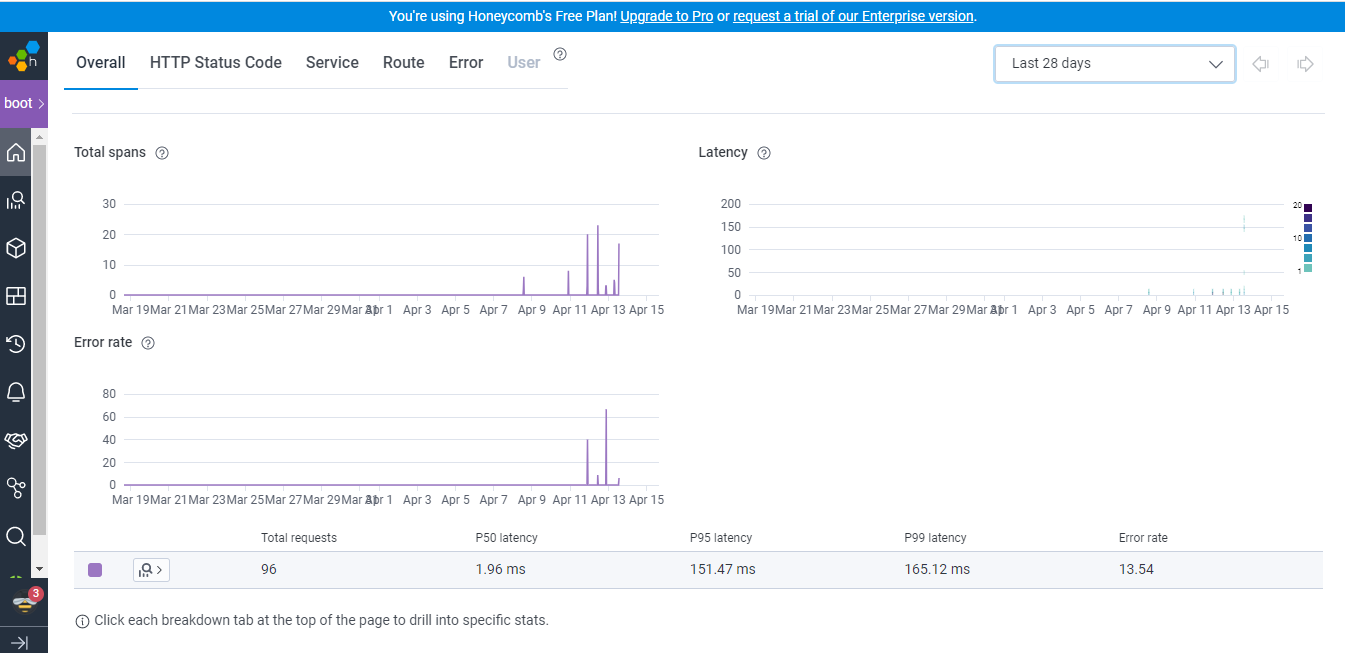 You're using Honeycomb's Free Plan! Upgrade to Pro or request a trial of our Enterprise version.
h
boot >
Overall HTTP Status Code Service Route Error User ?
Last 28 days
Total spans ?
30
20
10
0
Mar 19 Mar 21 Mar 23 Mar 25 Mar 27 Mar 29 Mar 31 Apr 1 Apr 3 Apr 5 Apr 7 Apr 9 Apr 11 Apr 13 Apr 15
Latency ?
200
150
100
50
0
Mar 19 Mar 21 Mar 23 Mar 25 Mar 27 Mar 29 Mar 31 Apr 1 Apr 3 Apr 5 Apr 7 Apr 9 Apr 11 Apr 13 Apr 15
20
10
1
Error rate ?
80
60
40
20
0
Mar 19 Mar 21 Mar 23 Mar 25 Mar 27 Mar 29 Mar 31 Apr 1 Apr 3 Apr 5 Apr 7 Apr 9 Apr 11 Apr 13 Apr 15
Total requests P50 latency P95 latency P99 latency Error rate
96 1.96 ms 151.47 ms 165.12 ms 13.54
3
Click each breakdown tab at the top of the page to drill into specific stats.